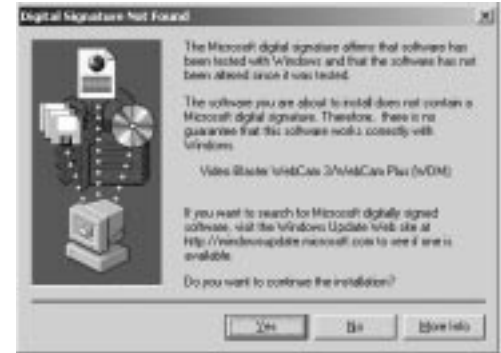 Digital Signature Not Found
The Microsoft digital signature affirms that software has
been tested with Windows and that the software has not
been altered since it was tested.
The software you are about to install does not contain a
Microsoft digital signature. Therefore, there is no
guarantee that this software works correctly with
Windows.
Video Blaster WebCam 3/WebCam Plus (WDM)
If you want to search for Microsoft digitally signed
software, visit the Windows Update Web site at
http://windowsupdate.microsoft.com to see if one is
available.
Do you want to continue the installation?
Yes
No
More Info